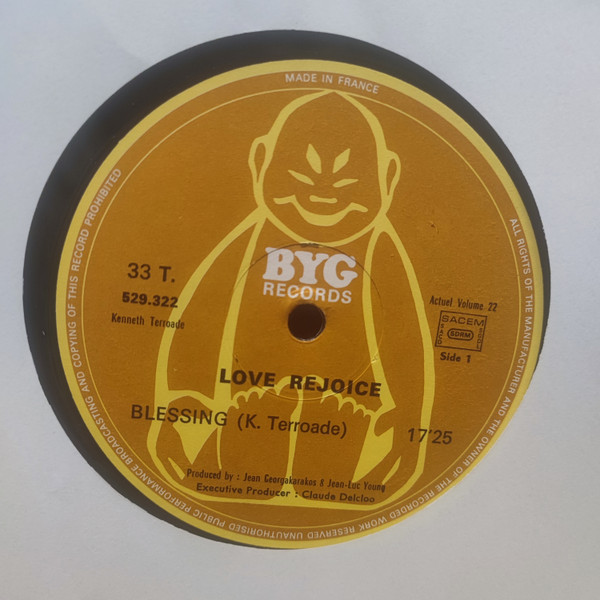 MADE IN FRANCE
ALL RIGHTS OF THE MANUFACTURER AND THE OWNER OF THE RECORDED WORK RESERVED UNAUTHORISED PUBLIC PERFORMANCE BROADCASTING AND COPYING OF THIS RECORD PROHIBITED
BYG
RECORDS
33 T.
529.322
Kenneth Terroade
Actuel Volume 22
SACEM
SDRM
Side 1
LOVE REJOICE
BLESSING (K. Terroade)
17'25
Produced by : Jean Georgakarakos & Jean-Luc Young
Executive Producer : Claude Delcloo